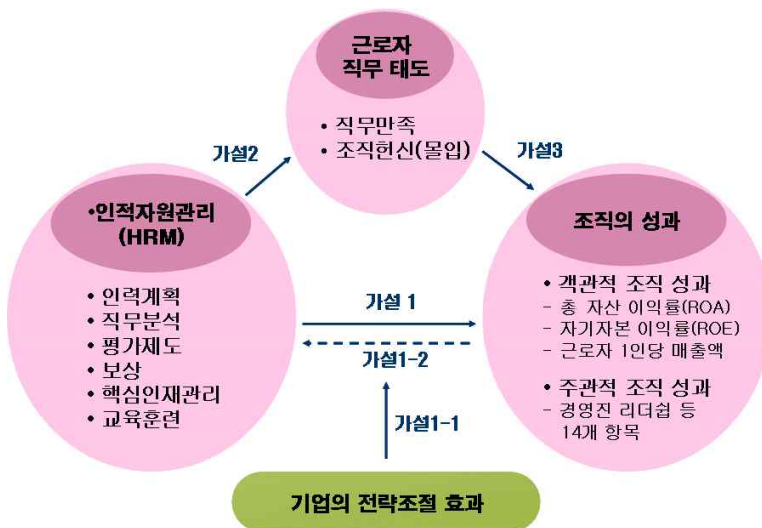 근로자
직무 태도
• 직무만족
• 조직헌신(몰입)
가설2
가설3
•인적자원관리
(HRM)
• 인력계획
• 직무분석
• 평가제도
• 보상
• 핵심인재관리
• 교육훈련
가설 1
가설1-2
가설1-1
조직의 성과
• 객관적 조직 성과
- 총 자산 이익률(ROA)
- 자기자본 이익률(ROE)
- 근로자 1인당 매출액
• 주관적 조직 성과
- 경영진 리더쉽 등
14개 항목
기업의 전략조절 효과